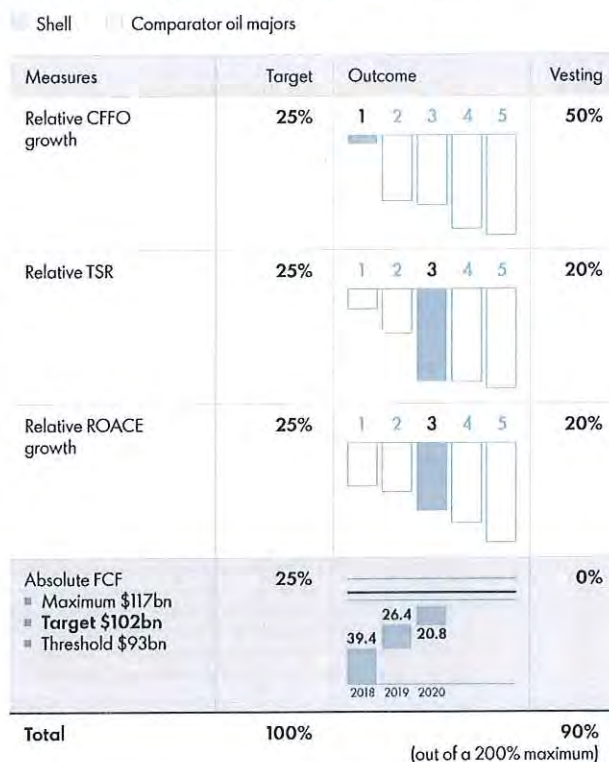 Shell Comparator oil majors
Measures Target Outcome Vesting
Relative CFFO growth 25% 1 2 3 4 5 50%
Relative TSR 25% 1 2 3 4 5 20%
Relative ROACE growth 25% 1 2 3 4 5 20%
Absolute FCF 25% 0%
Maximum $117bn
Target $102bn
Threshold $93bn
39.4 26.4 20.8
2018 2019 2020
Total 100% 90%
(out of a 200% maximum)